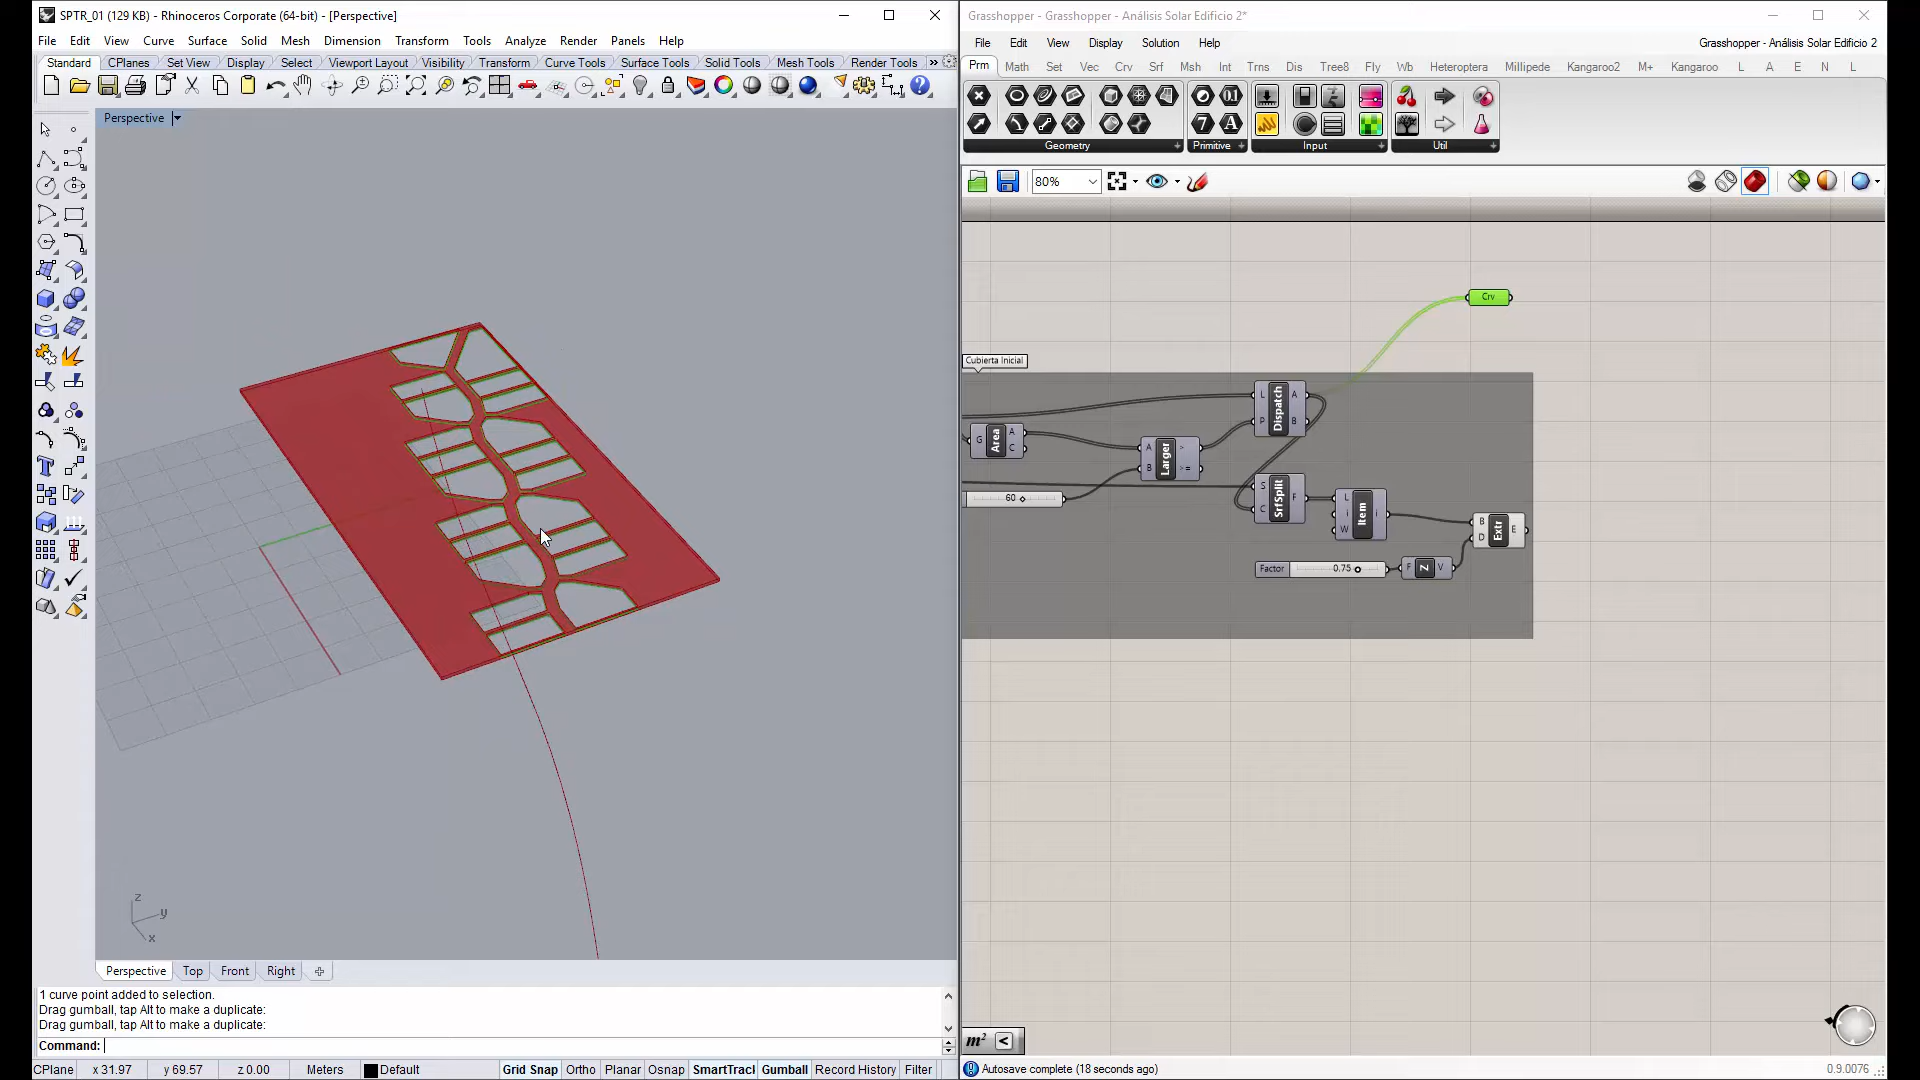 SPTR_01 (129 KB) - Rhinoceros Corporate (64-bit) - [Perspective]
File Edit View Curve Surface Solid Mesh Dimension Transform Tools Analyze Render Panels Help
Standard CPlanes Set View Display Select Viewport Layout Visibility Transform Curve Tools Surface Tools Solid Tools Mesh Tools Render Tools »
Perspective
z
y
x
Perspective Top Front Right
1 curve point added to selection.
Drag gumball, tap Alt to make a duplicate:
Drag gumball, tap Alt to make a duplicate:
Command:
CPlane x 31.97 y 69.57 z 0.00 Meters Default Grid Snap Ortho Planar Osnap SmartTracl Gumball Record History Filter
Grasshopper - Grasshopper - Análisis Solar Edificio 2*
File Edit View Display Solution Help Grasshopper - Análisis Solar Edificio 2
Prm Math Set Vec Crv Srf Msh Int Trns Dis Tree8 Fly Wb Heteroptera Millipede Kangaroo2 M+ Kangaroo L A E N L
Geometry + Primitive + Input + Util +
80%
Crv
Cubierta Inicial
L P Dispatch A B
G Area A C
A B Larger > >=
60
S C SrfSplit F
L i W Item i
B D Extr E
Factor 0.75
F Z V
m² <
Autosave complete (18 seconds ago) 0.9.0076